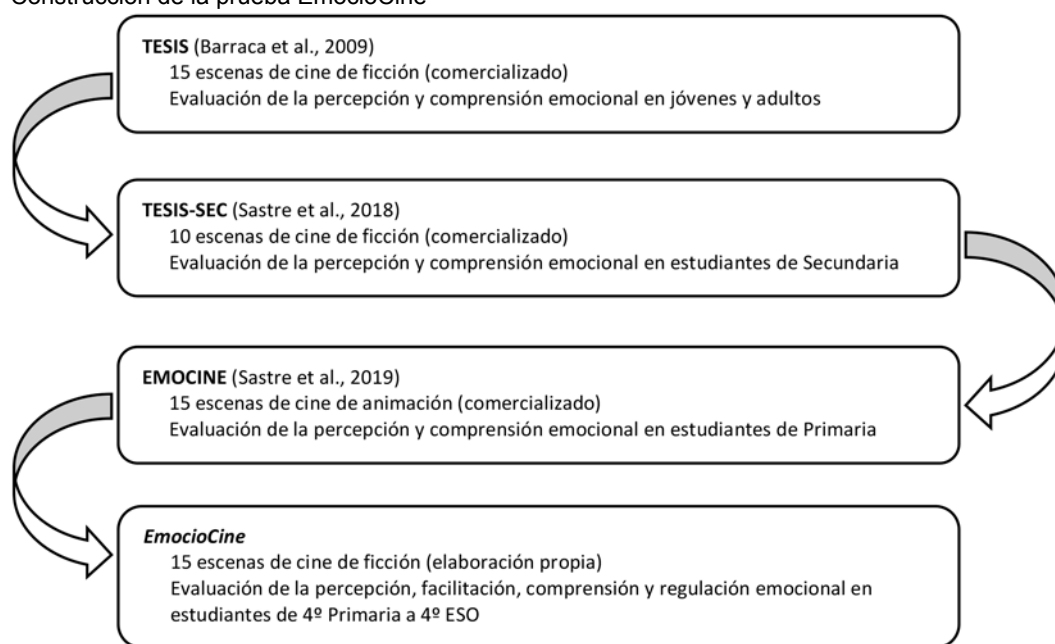 Construcción de la prueba EmocioCine
TESIS (Barraca et al., 2009)
15 escenas de cine de ficción (comercializado)
Evaluación de la percepción y comprensión emocional en jóvenes y adultos
TESIS-SEC (Sastre et al., 2018)
10 escenas de cine de ficción (comercializado)
Evaluación de la percepción y comprensión emocional en estudiantes de Secundaria
EMOCINE (Sastre et al., 2019)
15 escenas de cine de animación (comercializado)
Evaluación de la percepción y comprensión emocional en estudiantes de Primaria
EmocioCine
15 escenas de cine de ficción (elaboración propia)
Evaluación de la percepción, facilitación, comprensión y regulación emocional en
estudiantes de 4º Primaria a 4º ESO